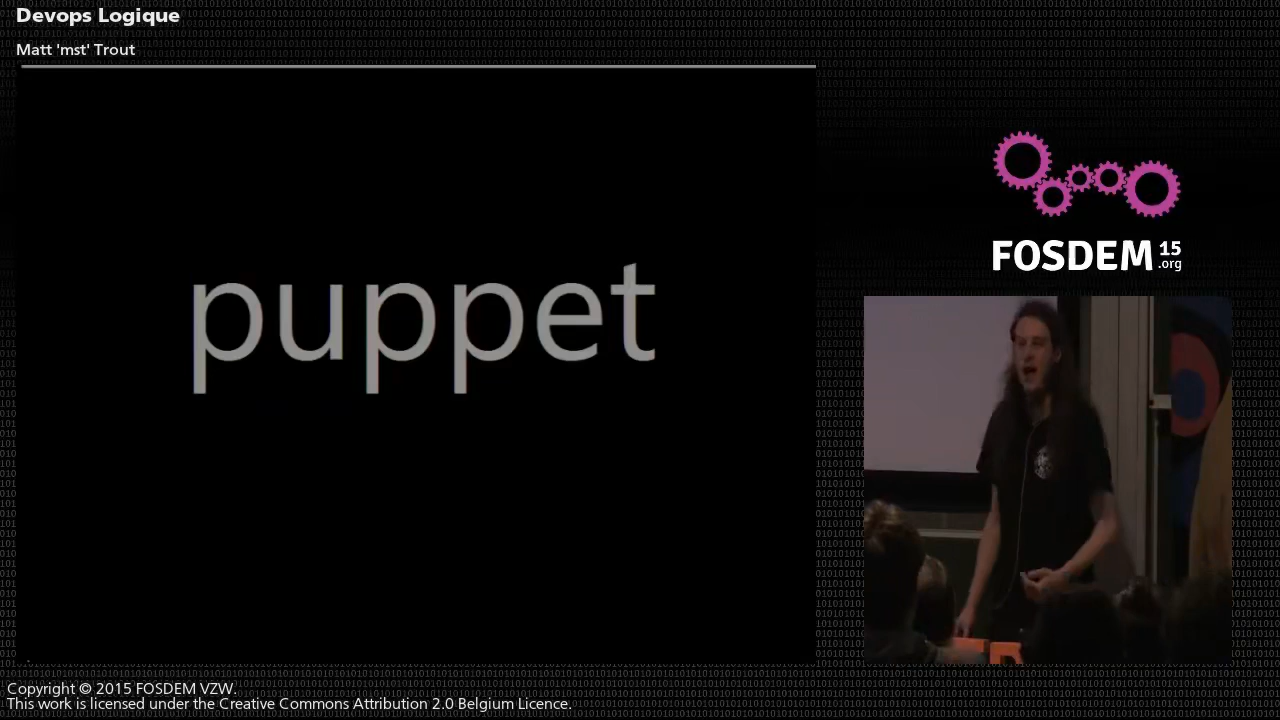 Devops Logique
Matt 'mst' Trout
puppet
FOSDEM 15
.org
Copyright © 2015 FOSDEM VZW.
This work is licensed under the Creative Commons Attribution 2.0 Belgium Licence.